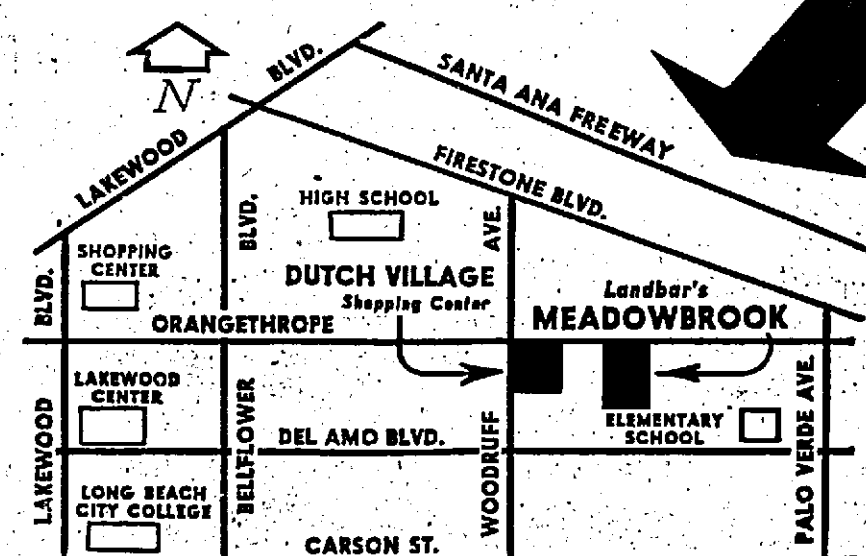 N
LAKEWOOD BLVD.
SANTA ANA FREEWAY
FIRESTONE BLVD.
HIGH SCHOOL
SHOPPING
CENTER
BLVD.
BLVD.
AVE.
DUTCH VILLAGE
Shopping Center
Landbar's
MEADOWBROOK
ORANGETHROPE
LAKEWOOD
CENTER
LAKEWOOD
BELLFLOWER
DEL AMO BLVD.
WOODRUFF
ELEMENTARY
SCHOOL
PALO VERDE AVE.
LONG BEACH
CITY COLLEGE
CARSON ST.